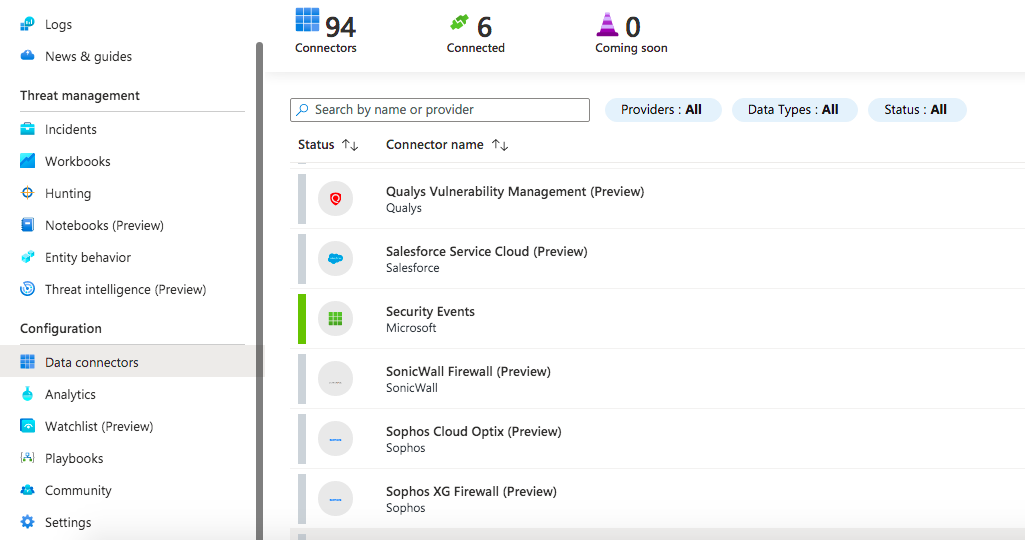 Logs
News & guides
Threat management
Incidents
Workbooks
Hunting
Notebooks (Preview)
Entity behavior
Threat intelligence (Preview)
Configuration
Data connectors
Analytics
Watchlist (Preview)
Playbooks
Community
Settings
94
Connectors
6
Connected
0
Coming soon
Search by name or provider
Providers : All
Data Types : All
Status : All
Status ↑↓ Connector name ↑↓
Qualys Vulnerability Management (Preview)
Qualys
Salesforce Service Cloud (Preview)
Salesforce
Security Events
Microsoft
SonicWall Firewall (Preview)
SonicWall
Sophos Cloud Optix (Preview)
Sophos
Sophos XG Firewall (Preview)
Sophos